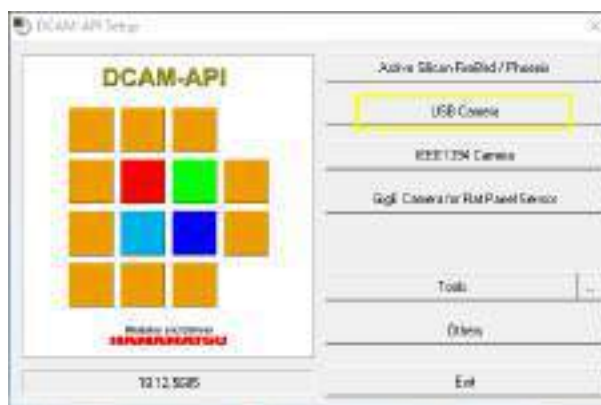 DCAM-API Setup
DCAM-API
HAMAMATSU
Active Silicon FireBird / Phoenix
USB Camera
IEEE1394 Camera
GigE Camera for Flat Panel Sensor
Tools
...
Others
Exit